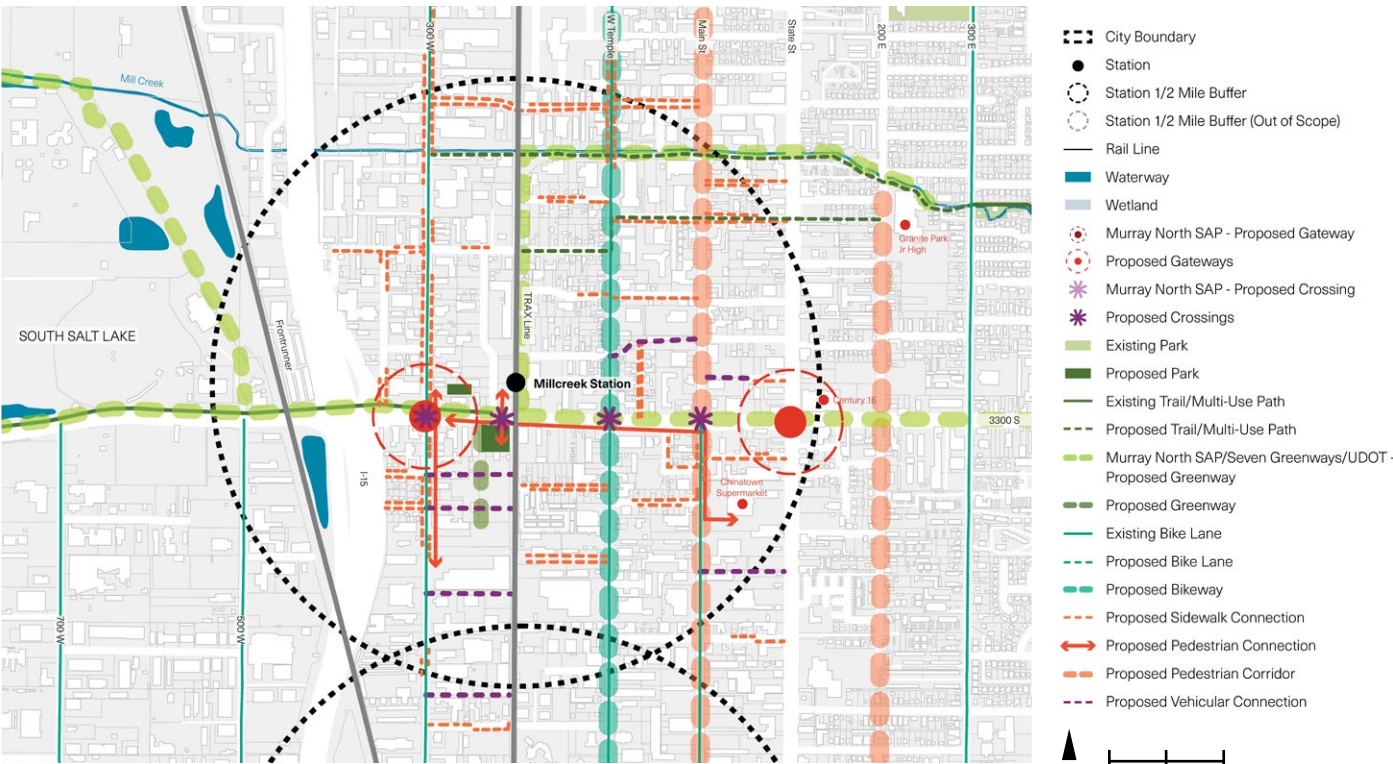 300 W
W Temple
Main St
State St
200 E
300 E
Mill Creek
Granite Park
Jr High
SOUTH SALT LAKE
Frontrunner
TRAX Line
Millcreek Station
Century 16
3300 S
I-15
Chinatown
Supermarket
700 W
500 W
City Boundary
Station
Station 1/2 Mile Buffer
Station 1/2 Mile Buffer (Out of Scope)
Rail Line
Waterway
Wetland
Murray North SAP - Proposed Gateway
Proposed Gateways
Murray North SAP - Proposed Crossing
Proposed Crossings
Existing Park
Proposed Park
Existing Trail/Multi-Use Path
Proposed Trail/Multi-Use Path
Murray North SAP/Seven Greenways/UDOT -
Proposed Greenway
Proposed Greenway
Existing Bike Lane
Proposed Bike Lane
Proposed Bikeway
Proposed Sidewalk Connection
Proposed Pedestrian Connection
Proposed Pedestrian Corridor
Proposed Vehicular Connection